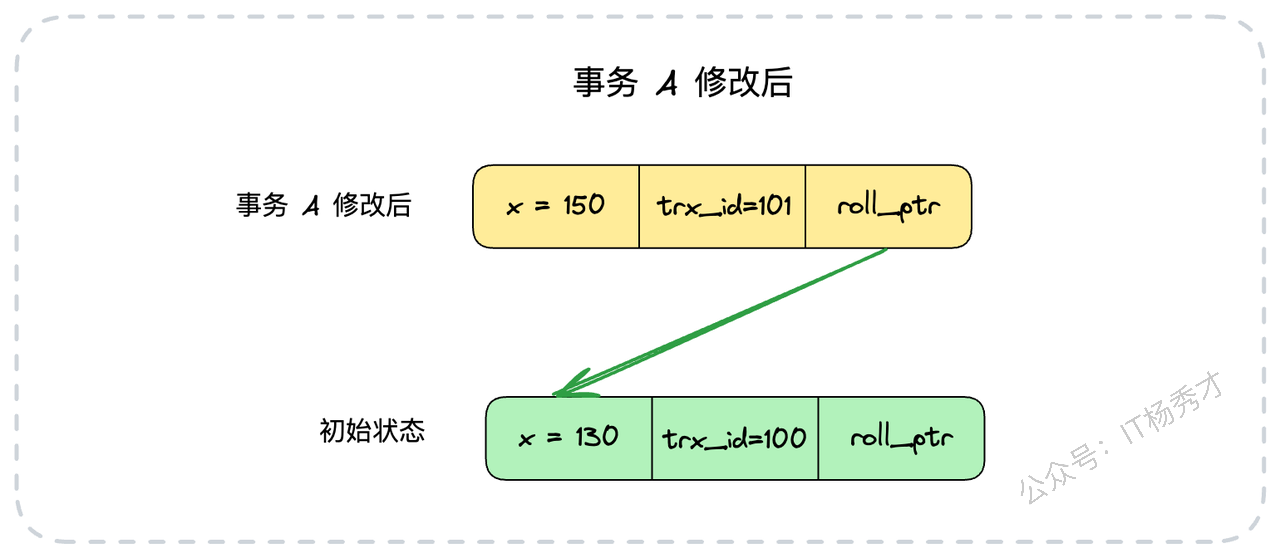 事务 A 修改后
事务 A 修改后
x = 150
trx_id=101
roll_ptr
初始状态
x = 130
trx_id=100
roll_ptr
公众号：IT杨秀才